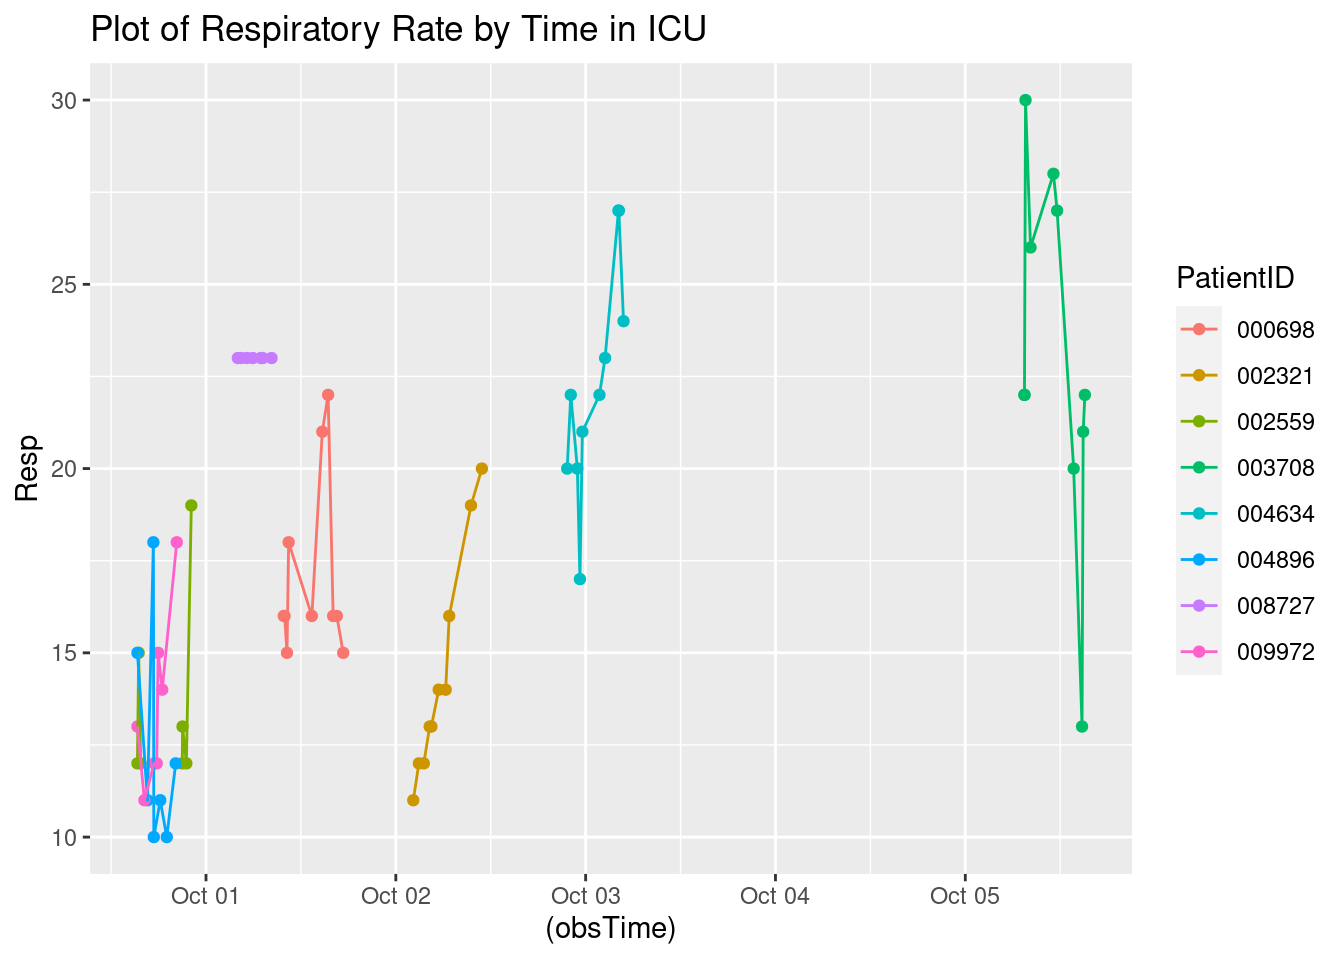 Plot of Respiratory Rate by Time in ICU
30
25
20
15
10
Resp
Oct 01
Oct 02
Oct 03
Oct 04
Oct 05
(obsTime)
PatientID
000698
002321
002559
003708
004634
004896
008727
009972